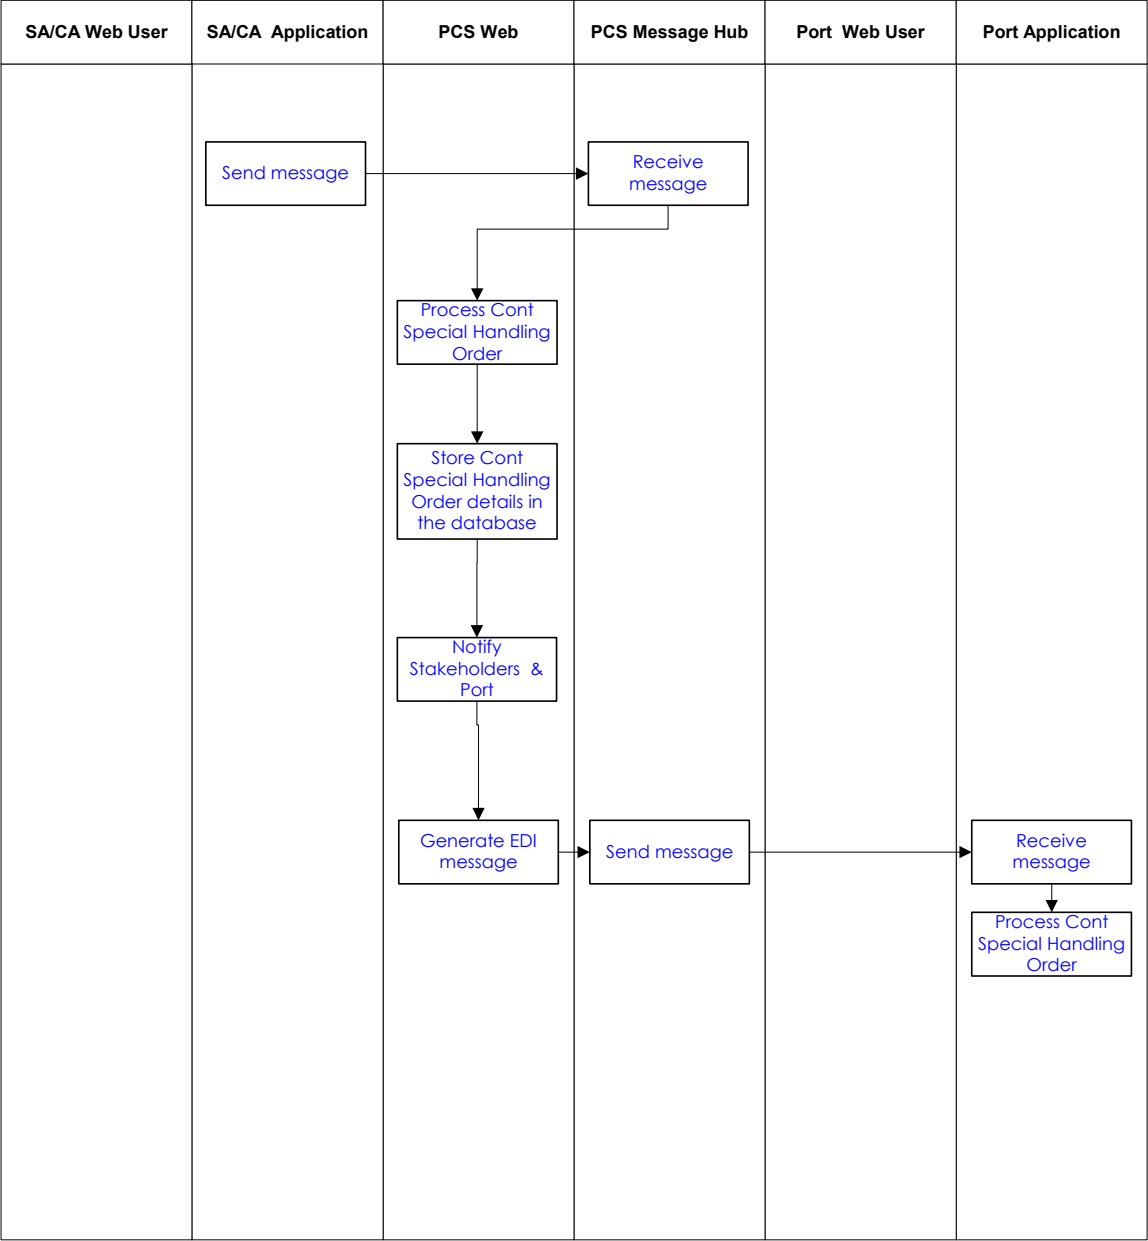 SA/CA Web User
SA/CA Application
PCS Web
PCS Message Hub
Port Web User
Port Application
Send message
Receive
message
Process Cont
Special Handling
Order
Store Cont
Special Handling
Order details in
the database
Notify
Stakeholders &
Port
Generate EDI
message
Send message
Receive
message
Process Cont
Special Handling
Order